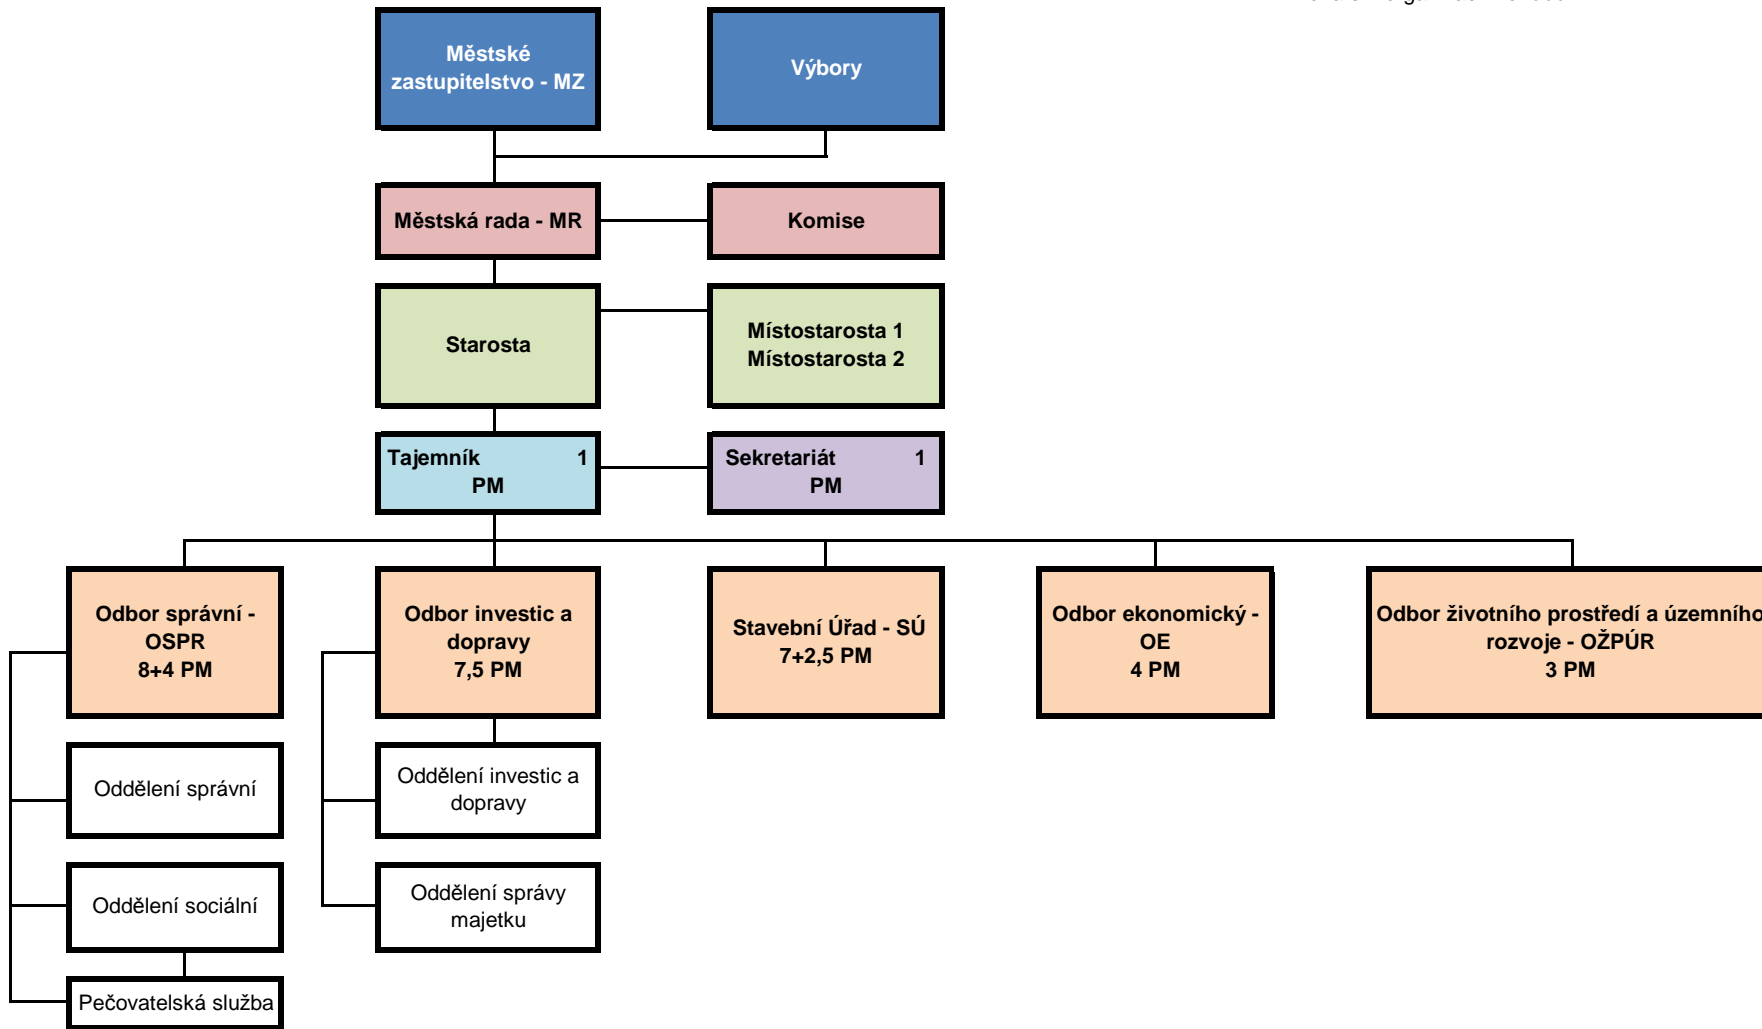 Městské
zastupitelstvo - MZ
Výbory
Městská rada - MR
Komise
Starosta
Místostarosta 1
Místostarosta 2
Tajemník 1
PM
Sekretariát 1
PM
Odbor správní -
OSPR
8+4 PM
Odbor investic a
dopravy
7,5 PM
Stavební Úřad - SÚ
7+2,5 PM
Odbor ekonomický -
OE
4 PM
Odbor životního prostředí a územního
rozvoje - OŽPÚR
3 PM
Oddělení správní
Oddělení investic a
dopravy
Oddělení sociální
Oddělení správy
majetku
Pečovatelská služba